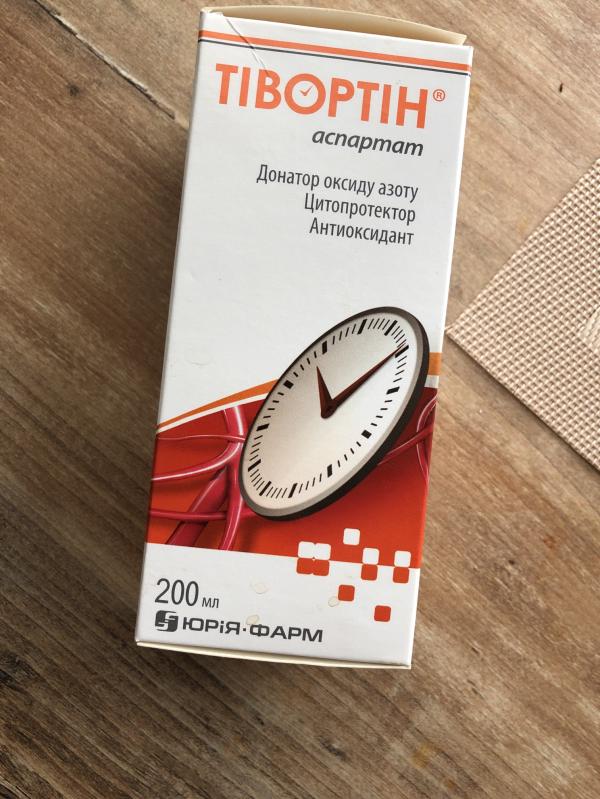 ТІВОРТІН®
аспартат
Донатор оксиду азоту
Цитопротектор
Антиоксидант
200 мл
ЮРіЯ·ФАРМ